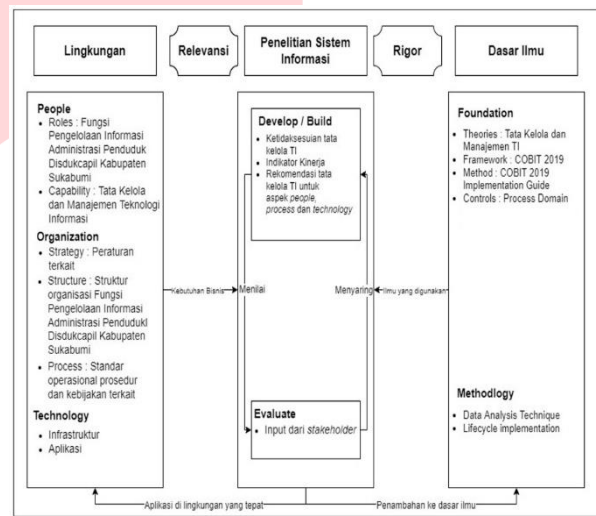 Lingkungan
Relevansi
Penelitian Sistem
Informasi
Rigor
Dasar Ilmu
People
• Roles : Fungsi
Pengelolaan Informasi
Administrasi Penduduk
Disdukcapil Kabupaten
Sukabumi
• Capability : Tata Kelola
dan Manajemen Teknologi
Informasi
Organization
• Strategy : Peraturan
terkait
• Structure : Struktur
organisasi Fungsi
Pengelolaan Informasi
Administrasi Pendudukl
Disdukcapil Kabupaten
Sukabumi
• Process : Standar
operasional prosedur
dan kebijakan terkait
Technology
• Infrastruktur
• Aplikasi
Kebutuhan Bisnis
Develop / Build
• Ketidaksesuian tata
kelola TI
• Indikator Kinerja
• Rekomendasi tata
kelola TI untuk
aspek people,
process dan technology
Menilai
Menyaring
Evaluate
• Input dari stakeholder
Ilmu yang digunakan
Foundation
• Theories : Tata Kelola dan
Manajemen TI
• Framework : COBIT 2019
• Method : COBIT 2019
Implementation Guide
• Controls : Process Domain
Methodlogy
• Data Analysis Technique
• Lifecycle implementation
Aplikasi di lingkungan yang tepat
Penambahan ke dasar ilmu